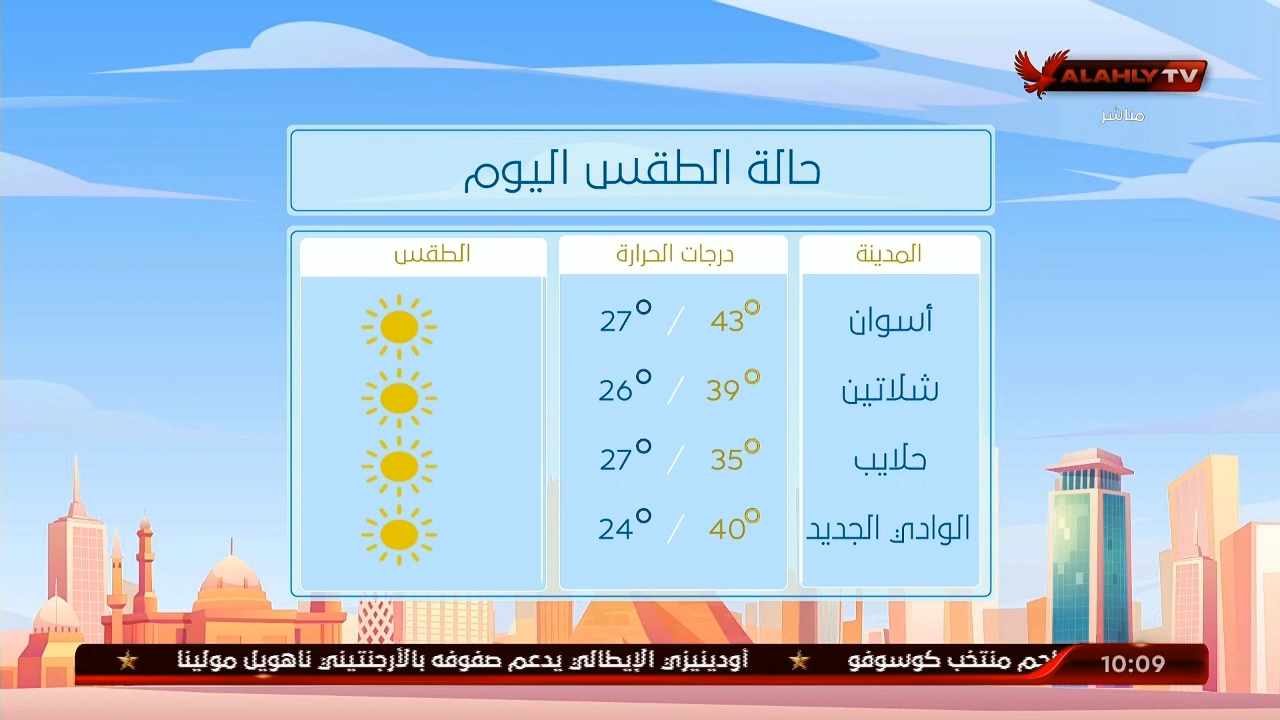 ALAHLY TV
مباشر
حالة الطقس اليوم
المدينة درجات الحرارة الطقس
أسوان 43° / 27°
شلاتين 39° / 26°
حلايب 35° / 27°
الوادي الجديد 40° / 24°
10:09 منتخب كوسوفو ★ أودينيزي الإيطالي يدعم صفوفه بالأرجنتيني ناهويل مولينا ★